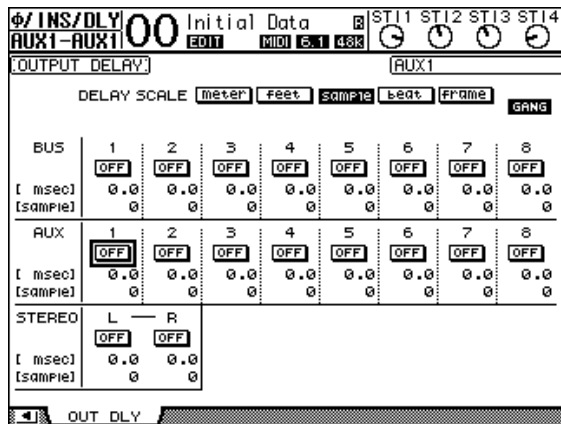 Φ/INS/DLY 00 Initial Data R ST1 ST2 ST3 ST4
AUX1-AUX1 EDIT MIDI 6.1 48K
OUTPUT DELAY AUX1
DELAY SCALE meter feet sample beat frame GANG
BUS 1 2 3 4 5 6 7 8
OFF OFF OFF OFF OFF OFF OFF OFF
[ msec] 0.0 0.0 0.0 0.0 0.0 0.0 0.0 0.0
[sample] 0 0 0 0 0 0 0 0
AUX 1 2 3 4 5 6 7 8
OFF OFF OFF OFF OFF OFF OFF OFF
[ msec] 0.0 0.0 0.0 0.0 0.0 0.0 0.0 0.0
[sample] 0 0 0 0 0 0 0 0
STEREO L — R
OFF OFF
[ msec] 0.0 0.0
[sample] 0 0
OUT DLY